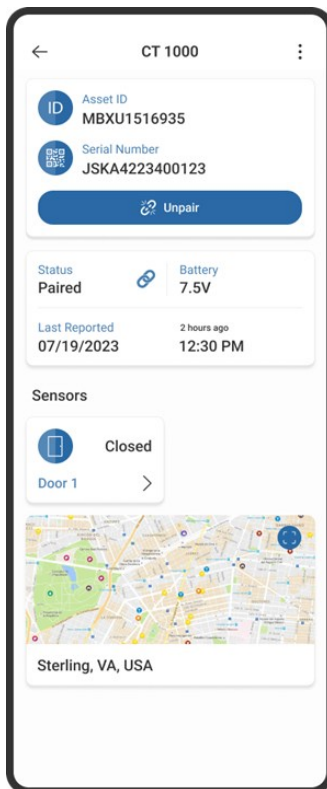 CT 1000
ID
Asset ID
MBXU1516935
Serial Number
JSKA4223400123
Unpair
Status
Paired
Battery
7.5V
Last Reported
07/19/2023
2 hours ago
12:30 PM
Sensors
Closed
Door 1
Sterling, VA, USA